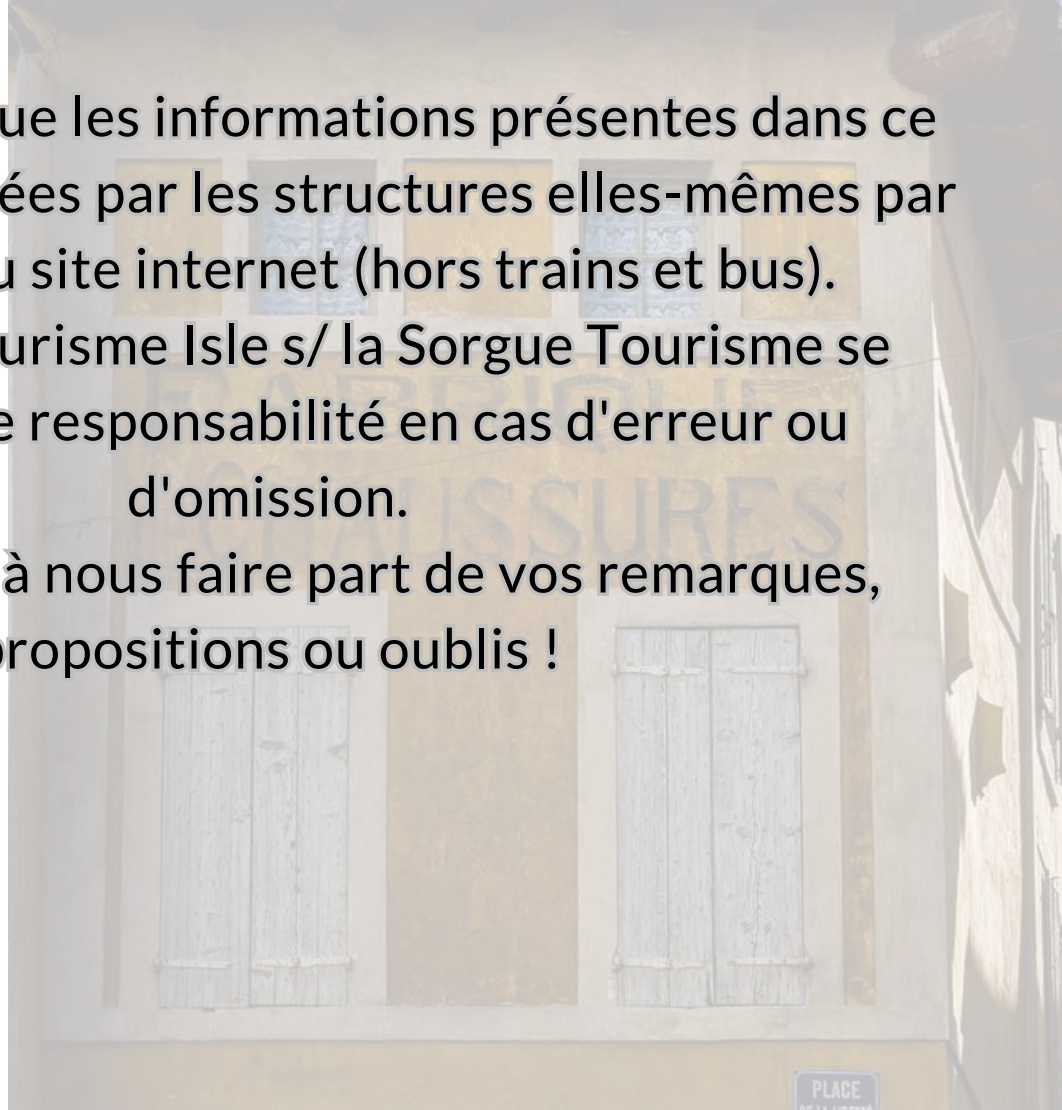 ue les informations présentes dans ce
ées par les structures elles-mêmes par
u site internet (hors trains et bus).
urisme Isle s/ la Sorgue Tourisme se
e responsabilité en cas d'erreur ou
d'omission.
à nous faire part de vos remarques,
propositions ou oublis !
FABRIQUE
CHAUSSURES
PLACE